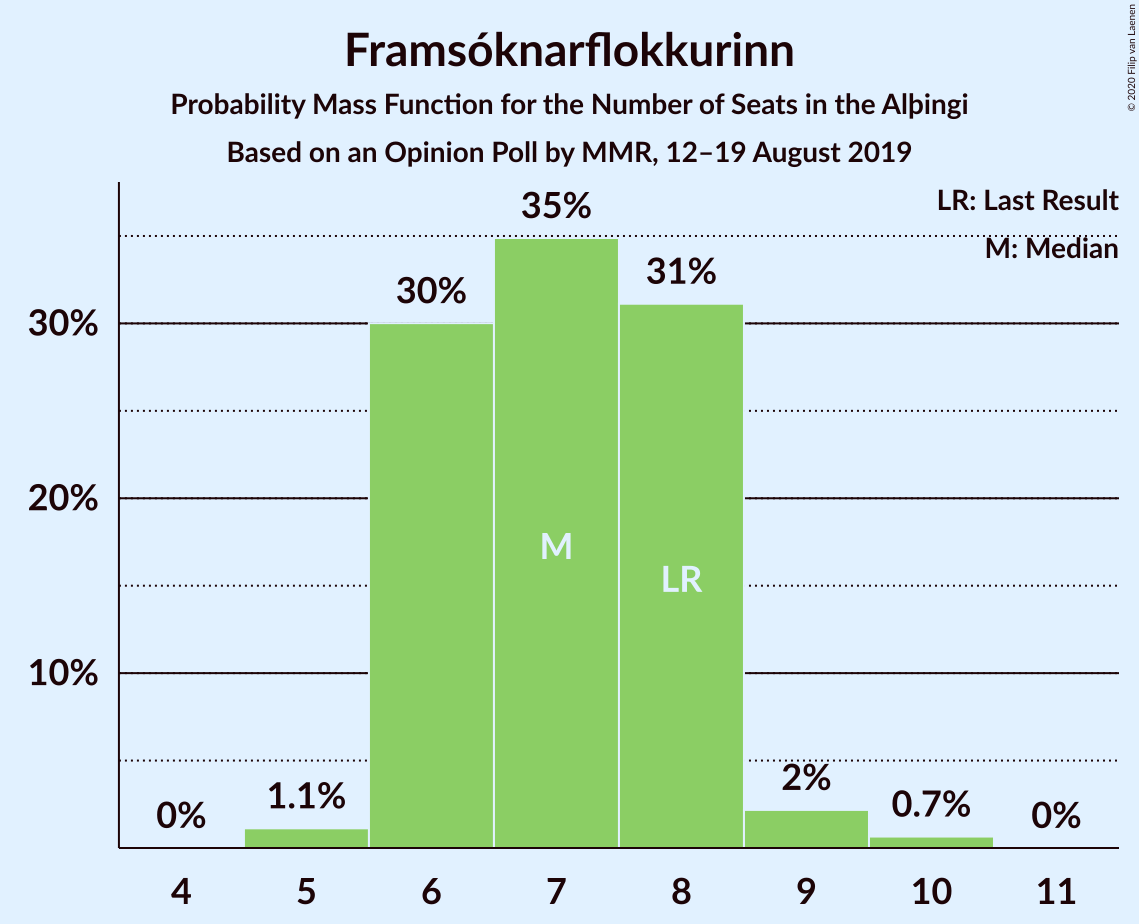 Framsóknarflokkurinn
Probability Mass Function for the Number of Seats in the Alþingi
Based on an Opinion Poll by MMR, 12–19 August 2019
© 2020 Filip van Laenen
LR: Last Result
M: Median
35%
31%
30%
30%
20%
10%
M
LR
0%
1.1%
2%
0.7%
0%
4 5 6 7 8 9 10 11